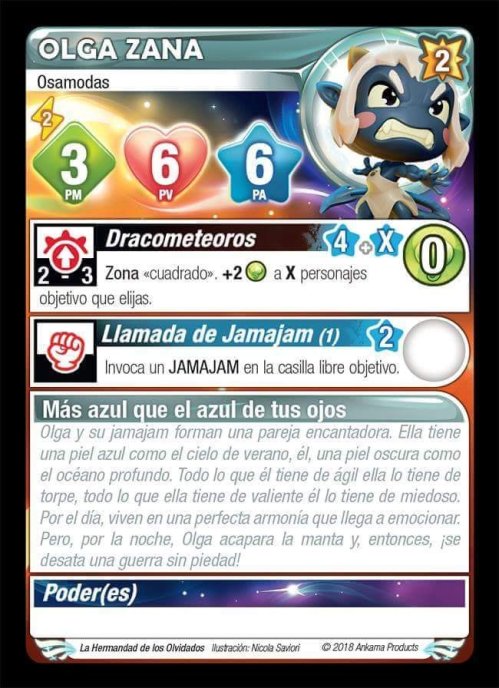 OLGA ZANA
2
Osamodas
2
3
PM
6
PV
6
PA
Dracometeoros 4 + X 0
2 - 3
Zona «cuadrado». +2 a X personajes
objetivo que elijas.
Llamada de Jamajam (1) 2
Invoca un JAMAJAM en la casilla libre objetivo.
Más azul que el azul de tus ojos
Olga y su jamajam forman una pareja encantadora. Ella tiene
una piel azul como el cielo de verano, él, una piel oscura como
el océano profundo. Todo lo que él tiene de ágil ella lo tiene de
torpe, todo lo que ella tiene de valiente él lo tiene de miedoso.
Por el día, viven en una perfecta armonía que llega a emocionar.
Pero, por la noche, Olga acapara la manta y, entonces, ¡se
desata una guerra sin piedad!
Poder(es)
La Hermandad de los Olvidados Ilustración: Nicola Saviori © 2018 Ankama Products